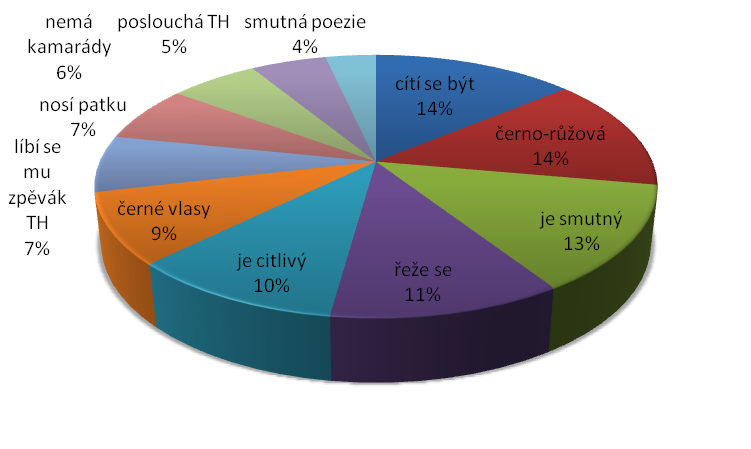 nemá
kamarády
6%
poslouchá TH
5%
smutná poezie
4%
cítí se být
14%
černo-růžová
14%
je smutný
13%
řeže se
11%
je citlivý
10%
černé vlasy
9%
líbí se
mu
zpěvák
TH
7%
nosí patku
7%